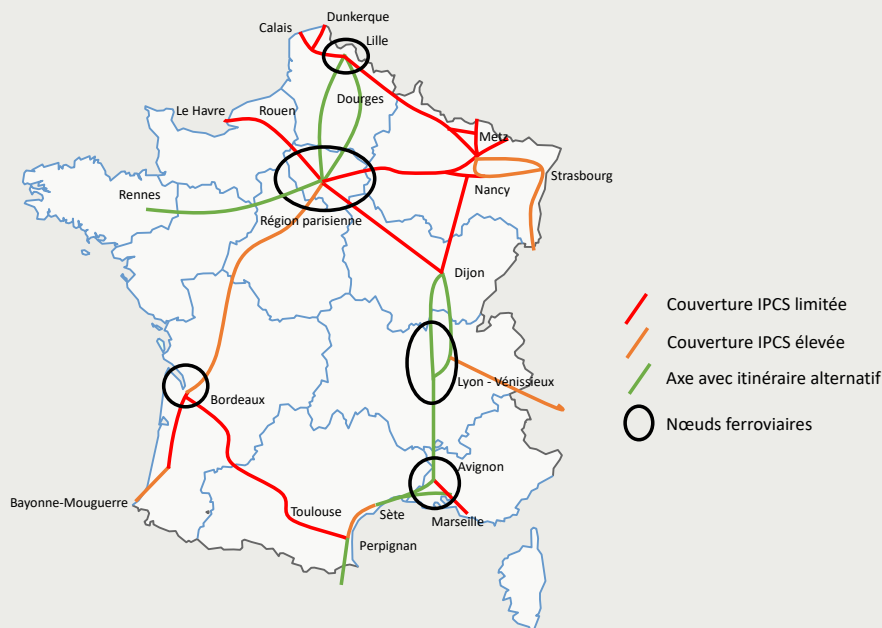 Dunkerque
Calais
Lille
Dourges
Le Havre
Rouen
Metz
Strasbourg
Nancy
Rennes
Région parisienne
Dijon
Couverture IPCS limitée
Couverture IPCS élevée
Axe avec itinéraire alternatif
Lyon - Vénissieux
Nœuds ferroviaires
Bordeaux
Avignon
Bayonne-Mouguerre
Toulouse
Sète
Marseille
Perpignan